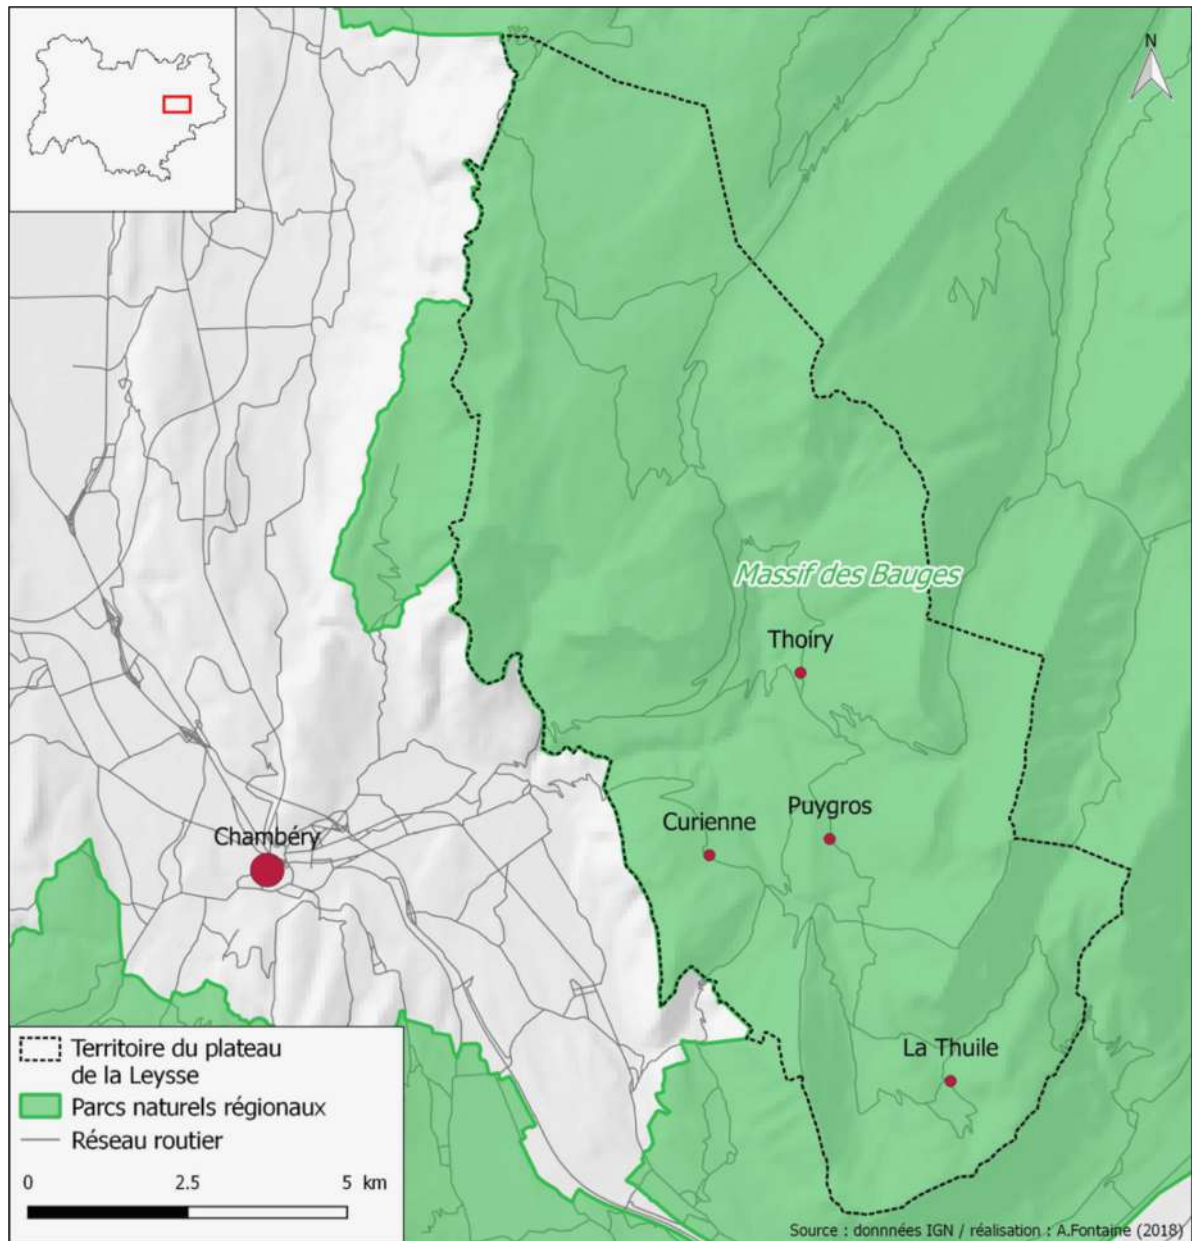 N
Massif des Bauges
Thoiry
Puygros
Curienne
Chambéry
La Thuile
Territoire du plateau
de la Leysse
Parcs naturels régionaux
Réseau routier
0 2.5 5 km
Source : donnnées IGN / réalisation : A.Fontaine (2018)